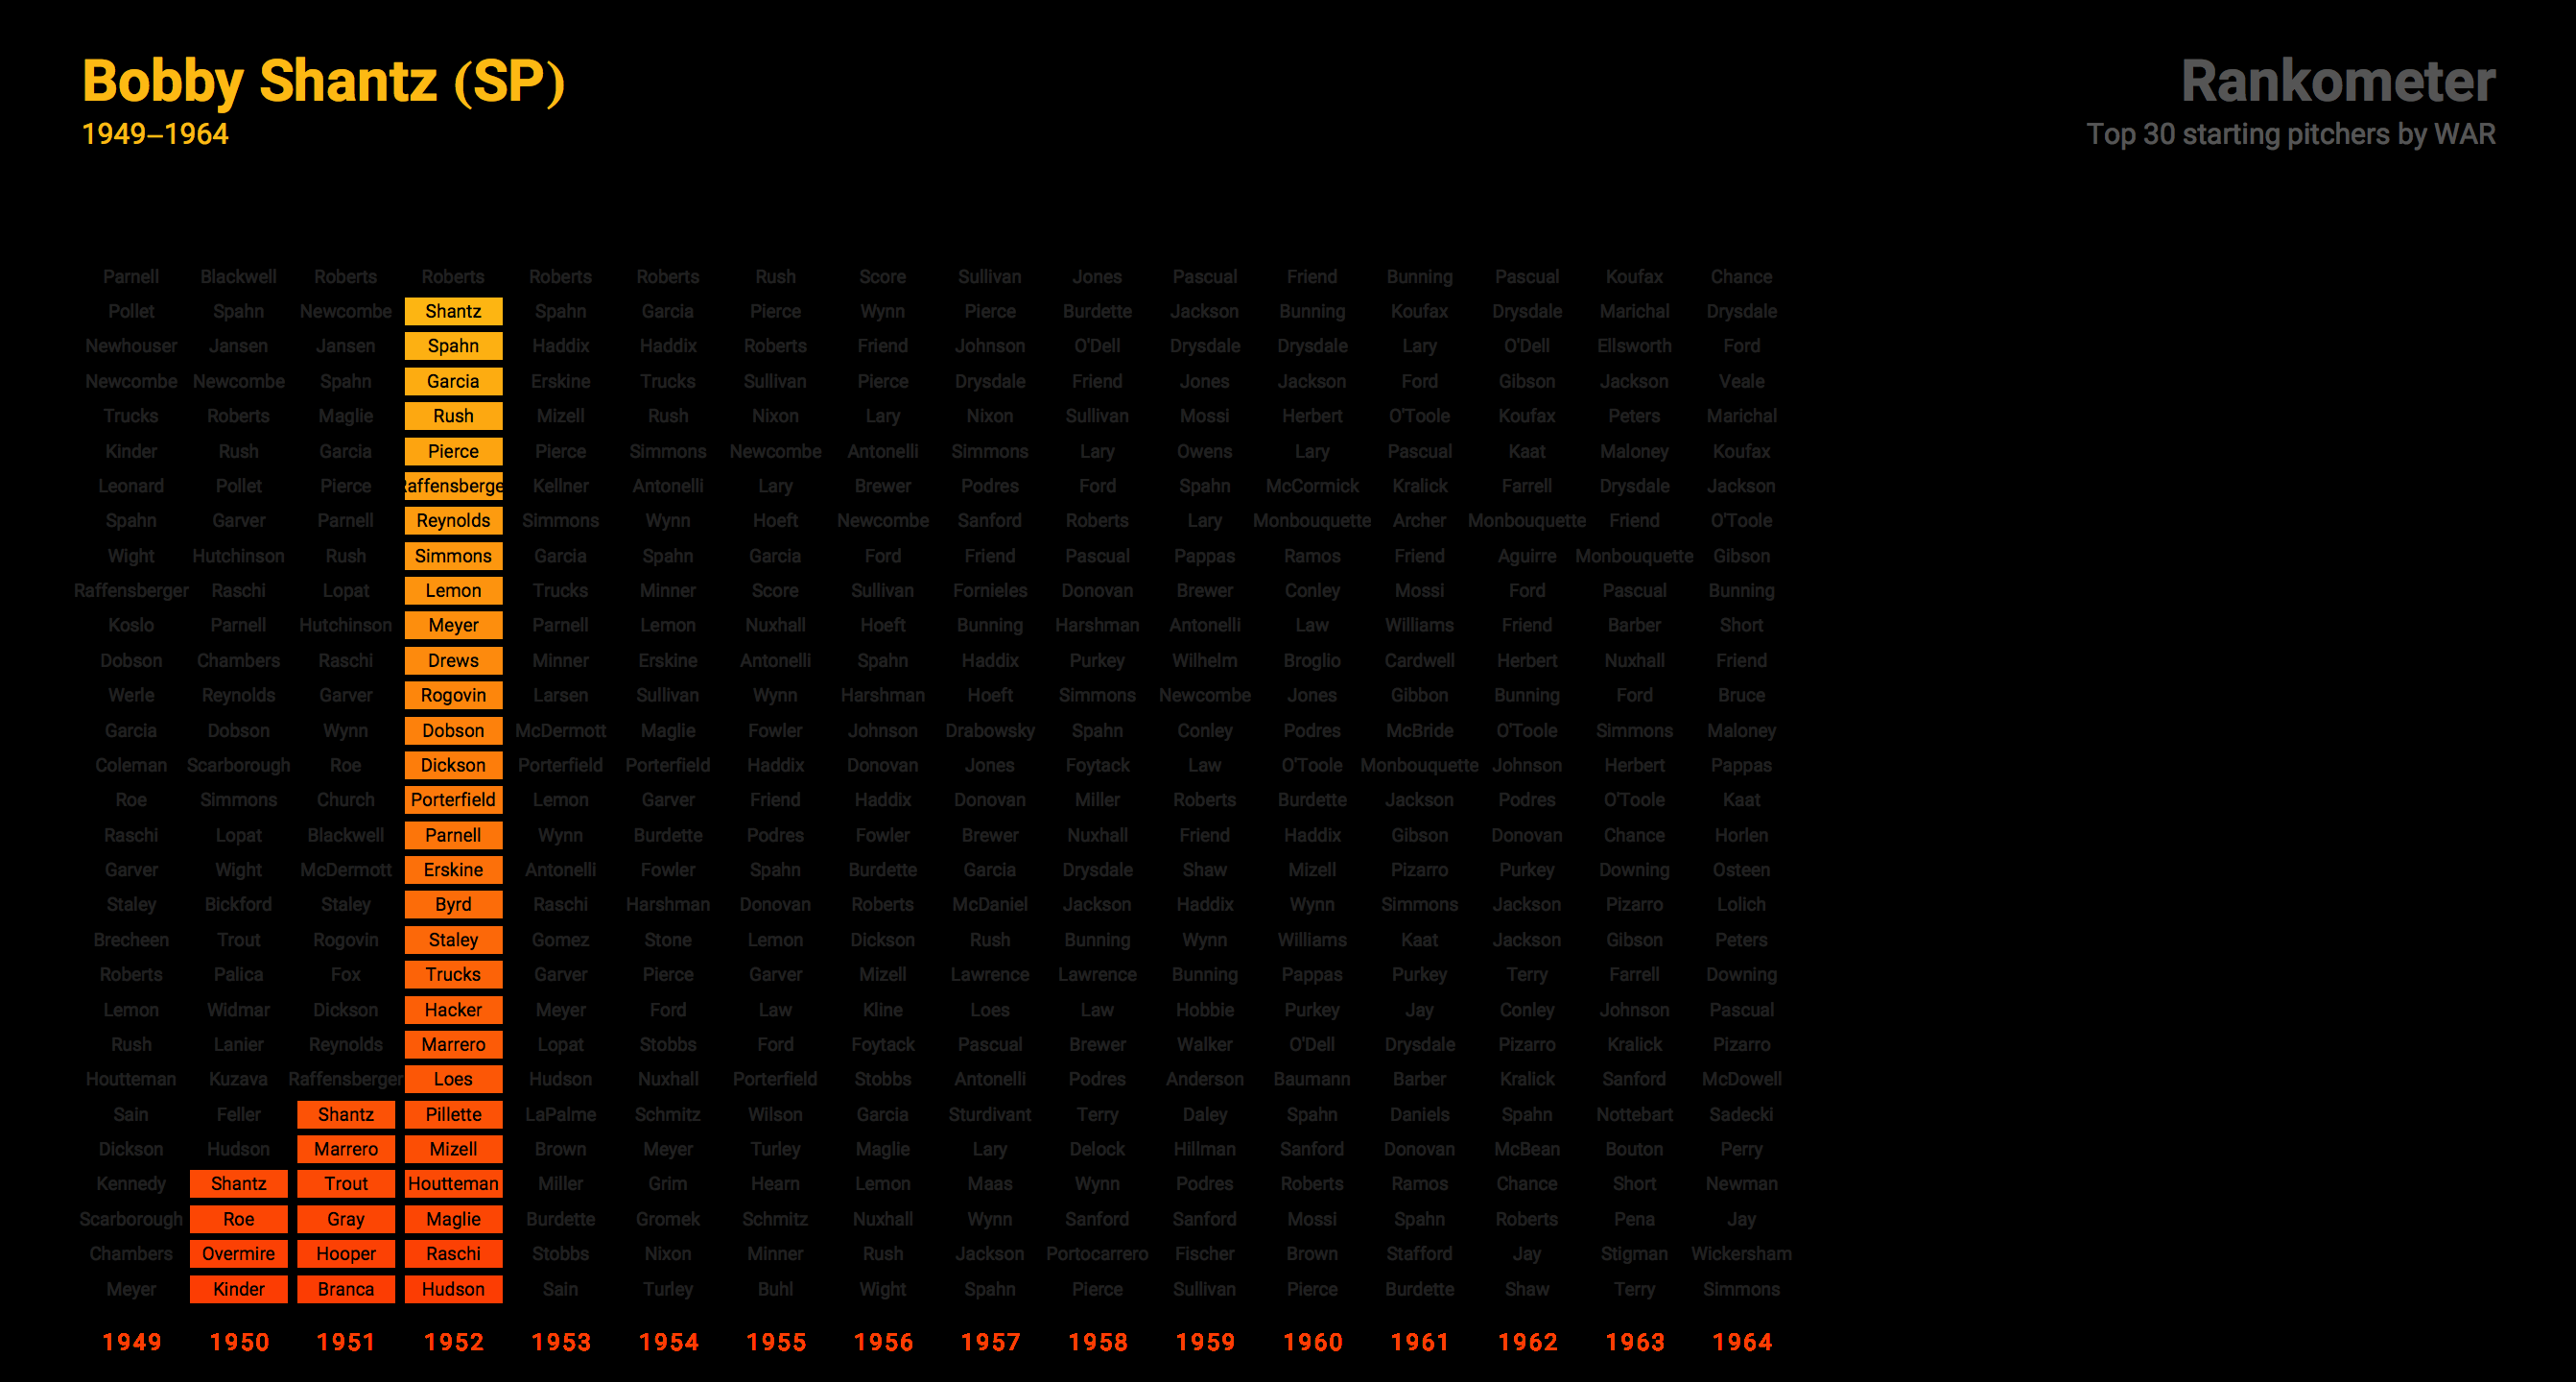 Bobby Shantz (SP)
1949–1964
Rankometer
Top 30 starting pitchers by WAR
Parnell Blackwell Roberts Roberts Roberts Roberts Rush Score Sullivan Jones Pascual Friend Bunning Pascual Koufax Chance
Pollet Spahn Newcombe Shantz Spahn Garcia Pierce Wynn Pierce Burdette Jackson Bunning Koufax Drysdale Marichal Drysdale
Newhouser Jansen Jansen Spahn Haddix Haddix Roberts Friend Johnson O'Dell Drysdale Drysdale Lary O'Dell Ellsworth Ford
Newcombe Newcombe Spahn Garcia Erskine Trucks Sullivan Pierce Drysdale Friend Jones Jackson Ford Gibson Jackson Veale
Trucks Roberts Maglie Rush Mizell Rush Nixon Lary Nixon Sullivan Mossi Herbert O'Toole Koufax Peters Marichal
Kinder Rush Garcia Pierce Pierce Simmons Newcombe Antonelli Simmons Lary Owens Lary Pascual Kaat Maloney Koufax
Leonard Pollet Pierce Raffensberger Kellner Antonelli Lary Brewer Podres Ford Spahn McCormick Kralick Farrell Drysdale Jackson
Spahn Garver Parnell Reynolds Simmons Wynn Hoeft Newcombe Sanford Roberts Lary Monbouquette Archer Monbouquette Friend O'Toole
Wight Hutchinson Rush Simmons Garcia Spahn Garcia Ford Friend Pascual Pappas Ramos Friend Aguirre Monbouquette Gibson
Raffensberger Raschi Lopat Lemon Trucks Minner Score Sullivan Fornieles Donovan Brewer Conley Mossi Ford Pascual Bunning
Koslo Parnell Hutchinson Meyer Parnell Lemon Nuxhall Hoeft Bunning Harshman Antonelli Law Williams Friend Barber Short
Dobson Chambers Raschi Drews Minner Erskine Antonelli Spahn Haddix Purkey Wilhelm Broglio Cardwell Herbert Nuxhall Friend
Werle Reynolds Garver Rogovin Larsen Sullivan Wynn Harshman Hoeft Simmons Newcombe Jones Gibbon Bunning Ford Bruce
Garcia Dobson Wynn Dobson McDermott Maglie Fowler Johnson Drabowsky Spahn Conley Podres McBride O'Toole Simmons Maloney
Coleman Scarborough Roe Dickson Porterfield Porterfield Haddix Donovan Jones Foytack Law O'Toole Monbouquette Johnson Herbert Pappas
Roe Simmons Church Porterfield Lemon Garver Friend Haddix Donovan Miller Roberts Burdette Jackson Podres O'Toole Kaat
Raschi Lopat Blackwell Parnell Wynn Burdette Podres Fowler Brewer Nuxhall Friend Haddix Gibson Donovan Chance Horlen
Garver Wight McDermott Erskine Antonelli Fowler Spahn Burdette Garcia Drysdale Shaw Mizell Pizarro Purkey Downing Osteen
Staley Bickford Staley Byrd Raschi Harshman Donovan Roberts McDaniel Jackson Haddix Wynn Simmons Jackson Pizarro Lolich
Brecheen Trout Rogovin Staley Gomez Stone Lemon Dickson Rush Bunning Wynn Williams Kaat Jackson Gibson Peters
Roberts Palica Fox Trucks Garver Pierce Garver Mizell Lawrence Lawrence Bunning Pappas Purkey Terry Farrell Downing
Lemon Widmar Dickson Hacker Meyer Ford Law Kline Loes Law Hobbie Purkey Jay Conley Johnson Pascual
Rush Lanier Reynolds Marrero Lopat Stobbs Ford Foytack Pascual Brewer Walker O'Dell Drysdale Pizarro Kralick Pizarro
Houtteman Kuzava Raffensberger Loes Hudson Nuxhall Porterfield Stobbs Antonelli Podres Anderson Baumann Barber Kralick Sanford McDowell
Sain Feller Shantz Pillette LaPalme Schmitz Wilson Garcia Sturdivant Terry Daley Spahn Daniels Spahn Nottebart Sadecki
Dickson Hudson Marrero Mizell Brown Meyer Turley Maglie Lary Delock Hillman Sanford Donovan McBean Bouton Perry
Kennedy Shantz Trout Houtteman Miller Grim Hearn Lemon Maas Wynn Podres Roberts Ramos Chance Short Newman
Scarborough Roe Gray Maglie Burdette Gromek Schmitz Nuxhall Wynn Sanford Sanford Mossi Spahn Roberts Pena Jay
Chambers Overmire Hooper Raschi Stobbs Nixon Minner Rush Jackson Portocarrero Fischer Brown Stafford Jay Stigman Wickersham
Meyer Kinder Branca Hudson Sain Turley Buhl Wight Spahn Pierce Sullivan Pierce Burdette Shaw Terry Simmons
1949 1950 1951 1952 1953 1954 1955 1956 1957 1958 1959 1960 1961 1962 1963 1964